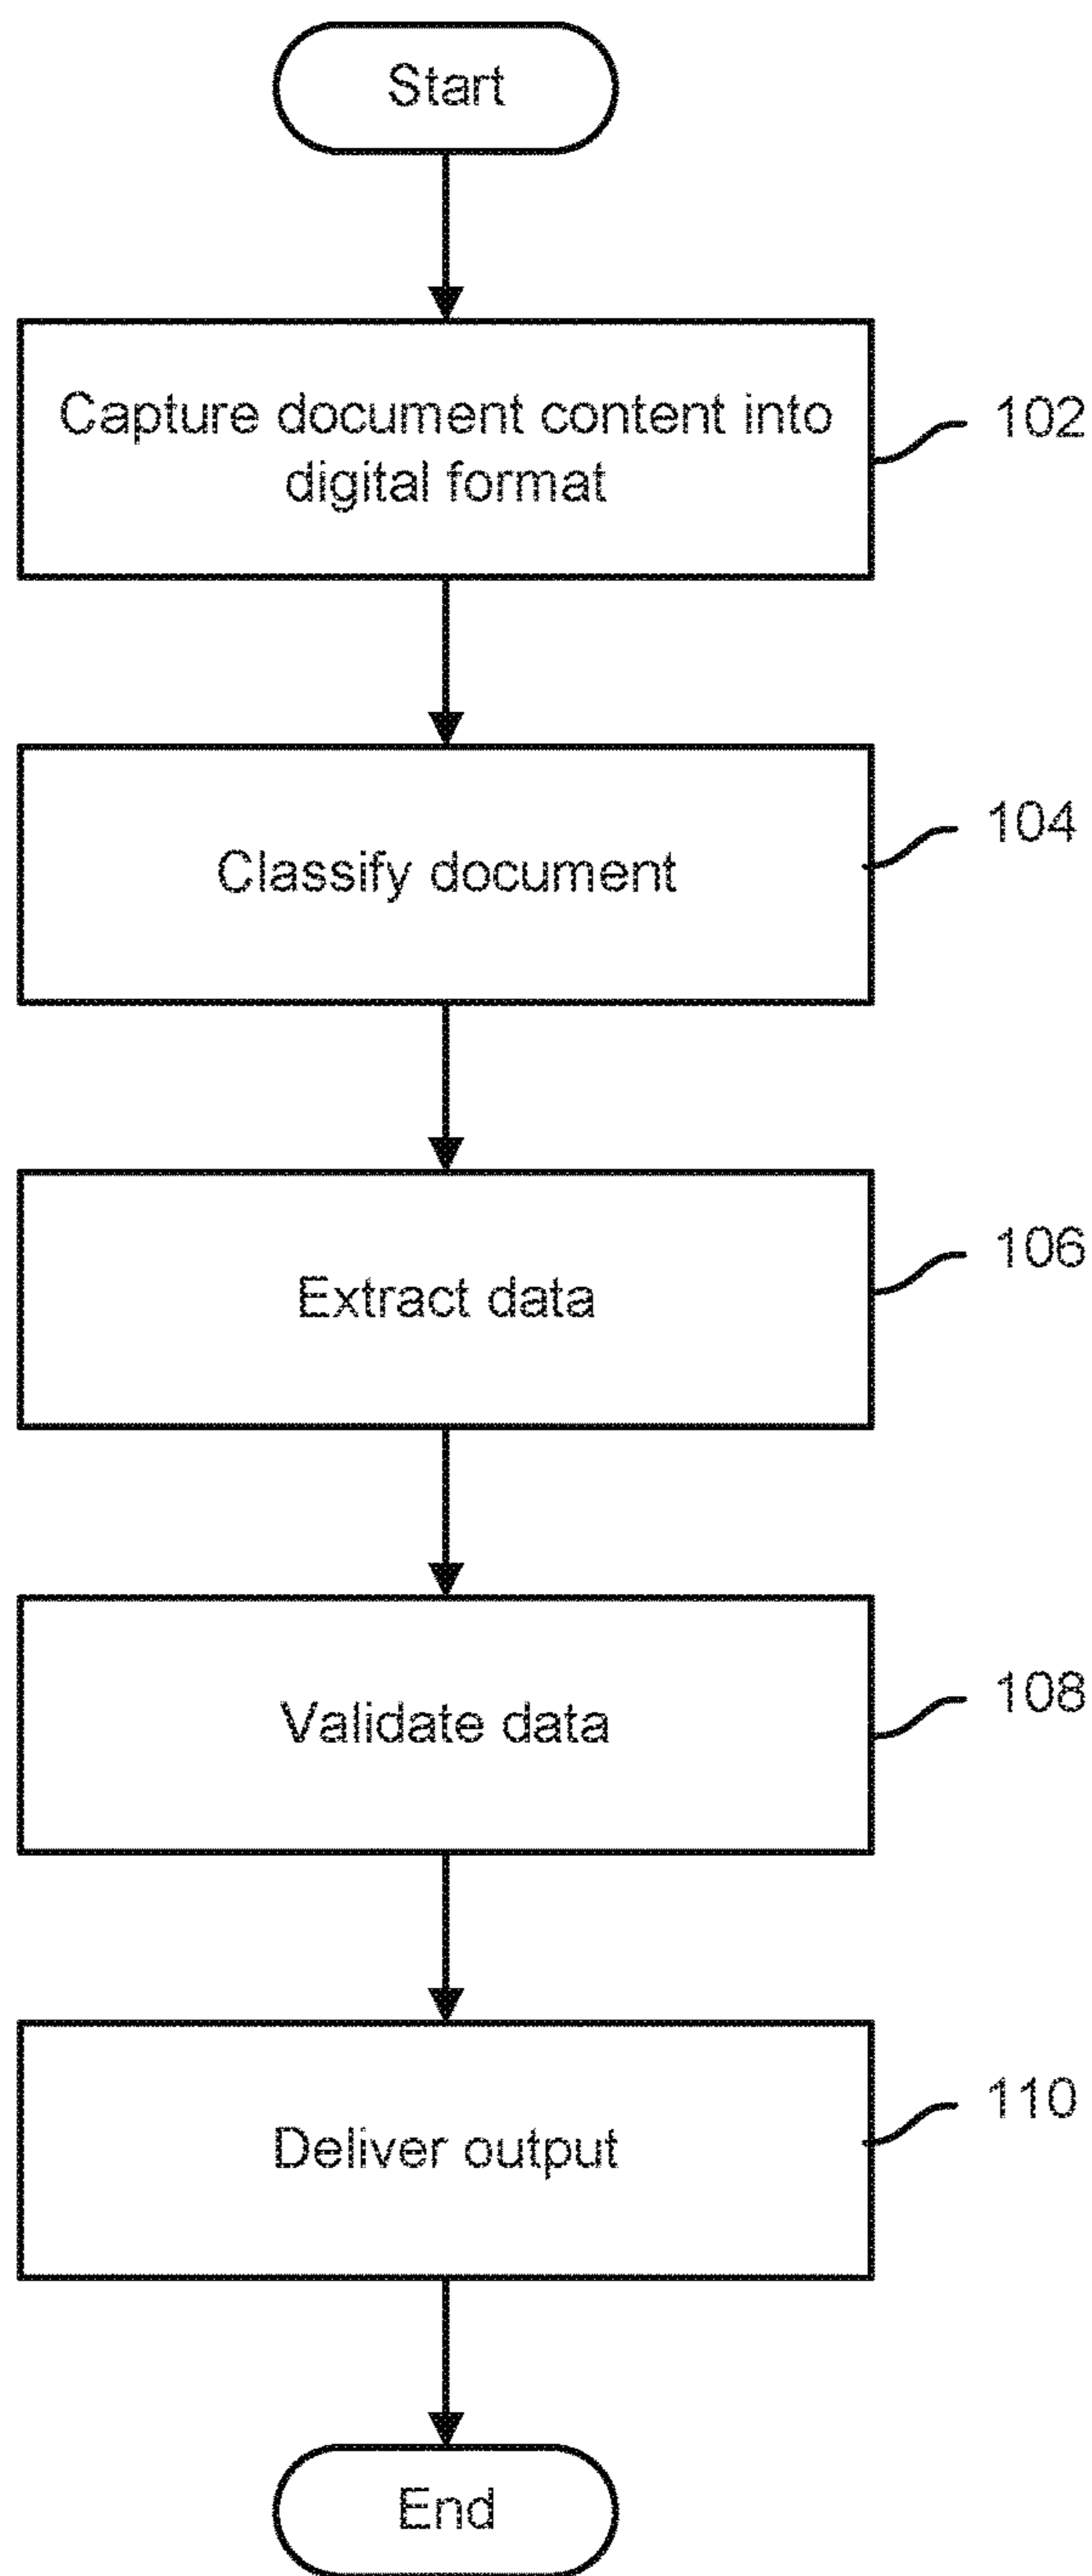 Start
Capture document content into
digital format
102
Classify document
104
Extract data
106
Validate data
108
Deliver output
110
End